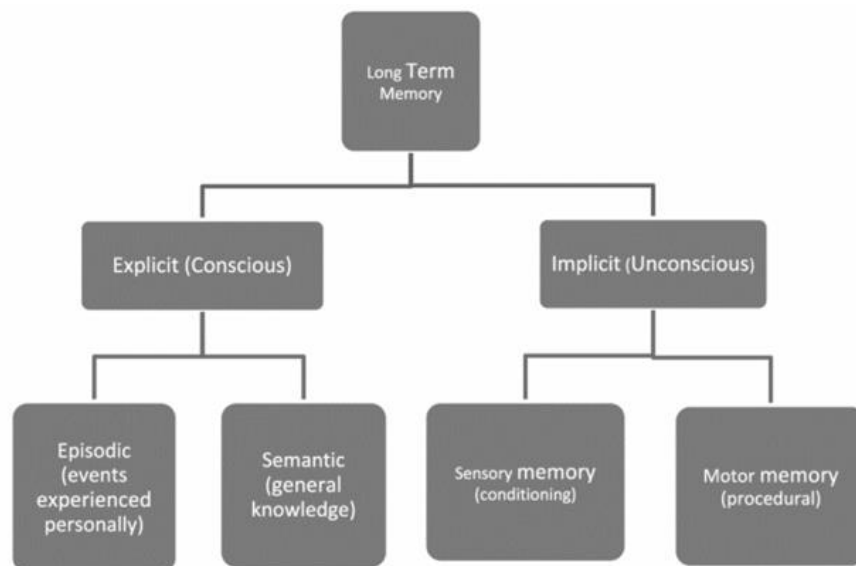 Long Term
Memory
Explicit (Conscious)
Implicit (Unconscious)
Episodic
(events
experienced
personally)
Semantic
(general
knowledge)
Sensory memory
(conditioning)
Motor memory
(procedural)